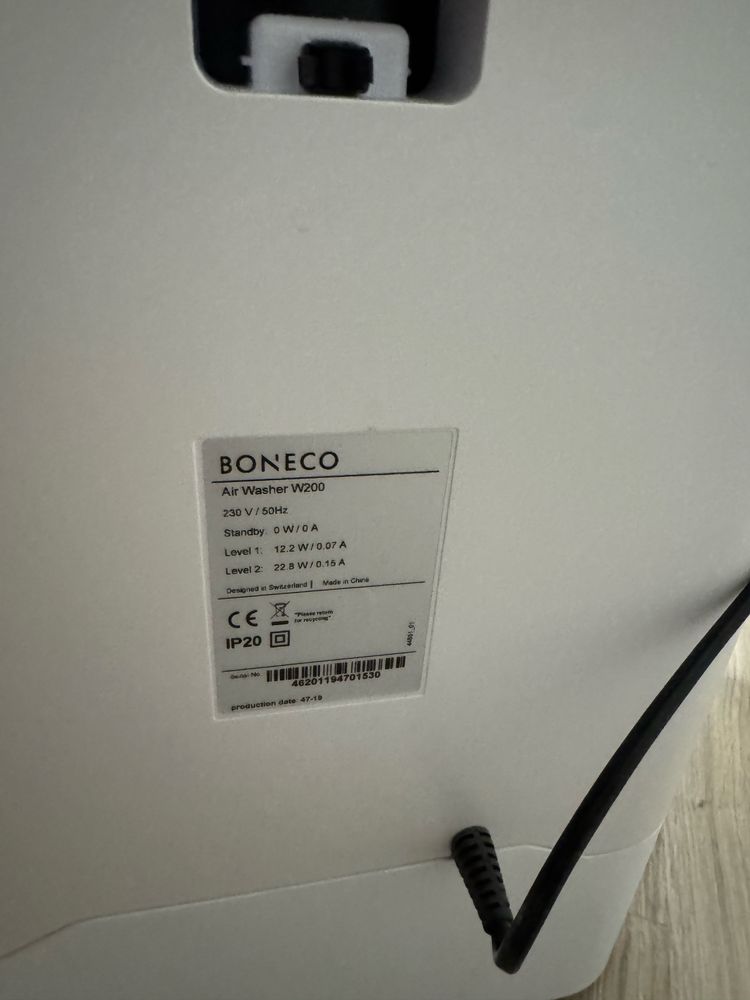 BONECO
Air Washer W200
230 V / 50Hz
Standby: 0 W / 0 A
Level 1: 12.2 W / 0.07 A
Level 2: 22.8 W / 0.15 A
Designed in Switzerland | Made in China
CE
"Please return
for recycling"
IP20
44891_01
No.
46201194701530
production date 47-19